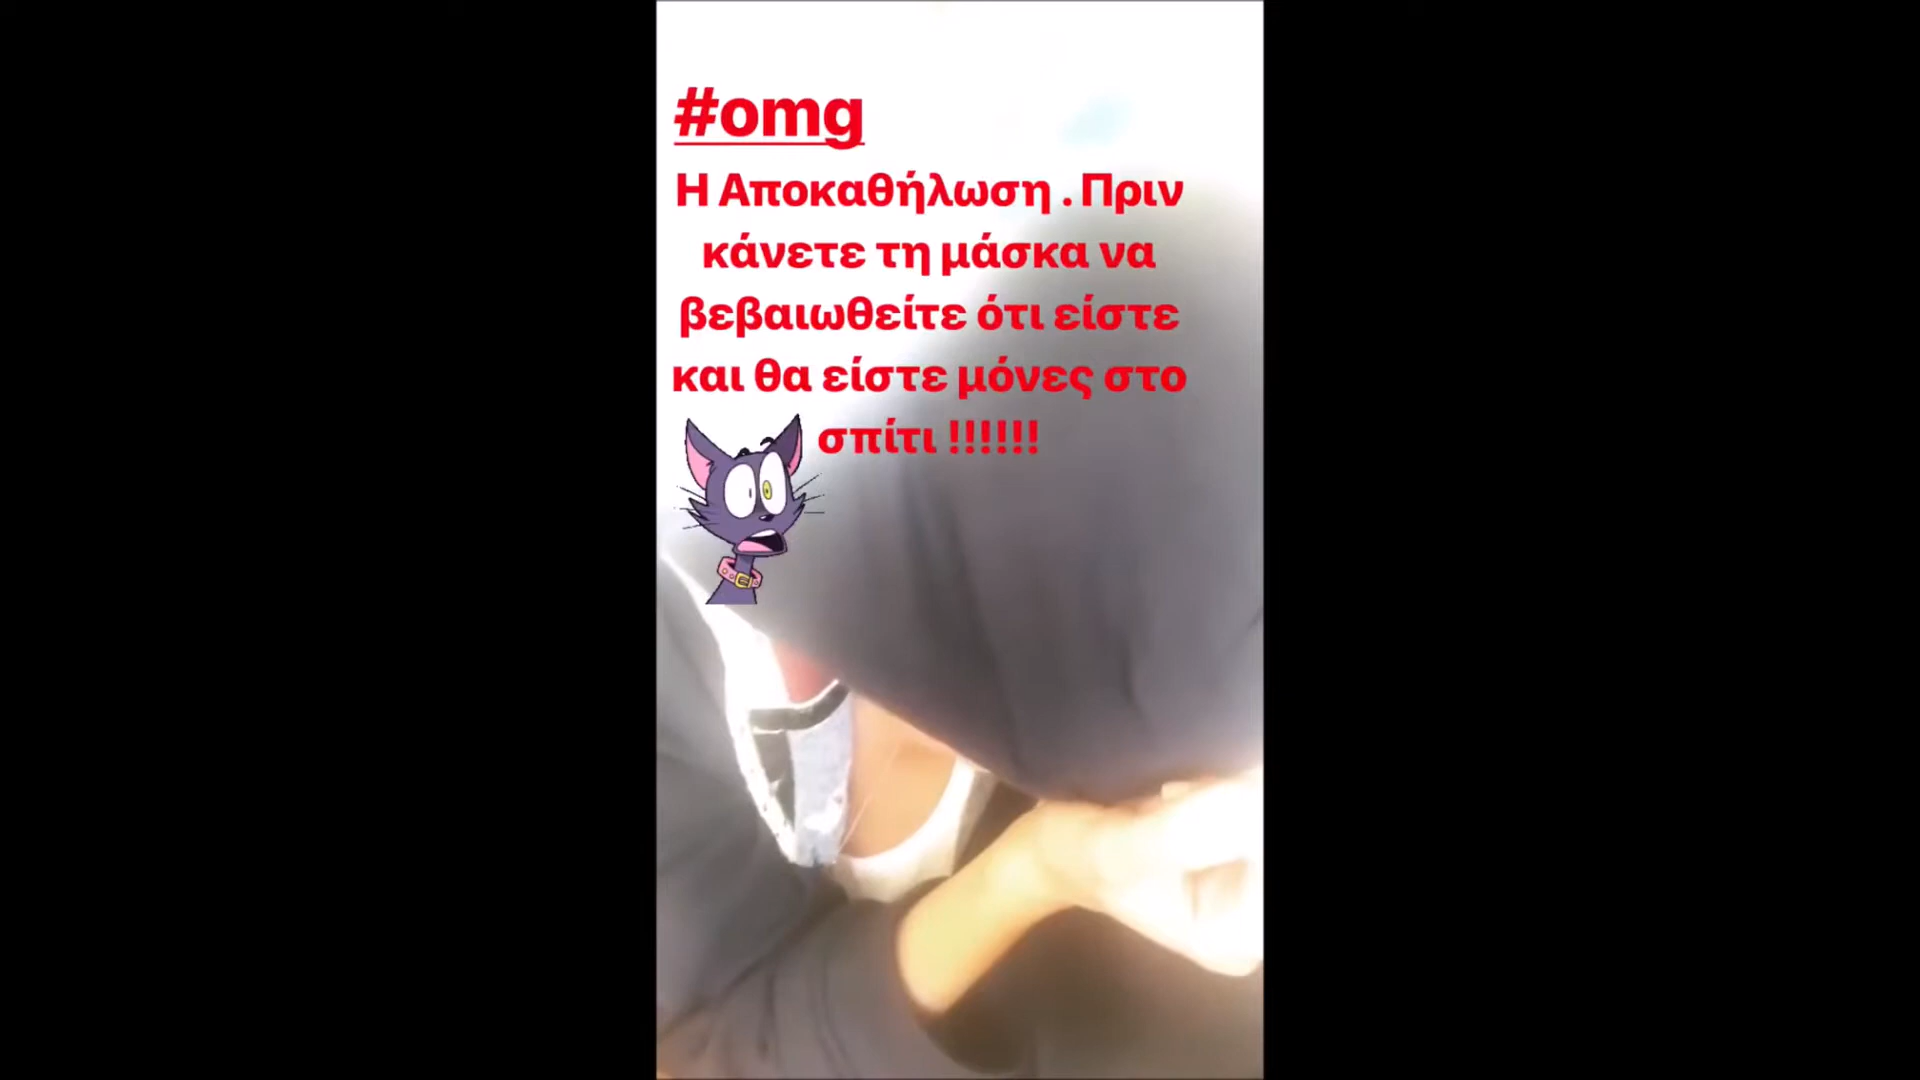 #omg
Η Αποκαθήλωση . Πριν
κάνετε τη μάσκα να
βεβαιωθείτε ότι είστε
και θα είστε μόνες στο
σπίτι !!!!!!